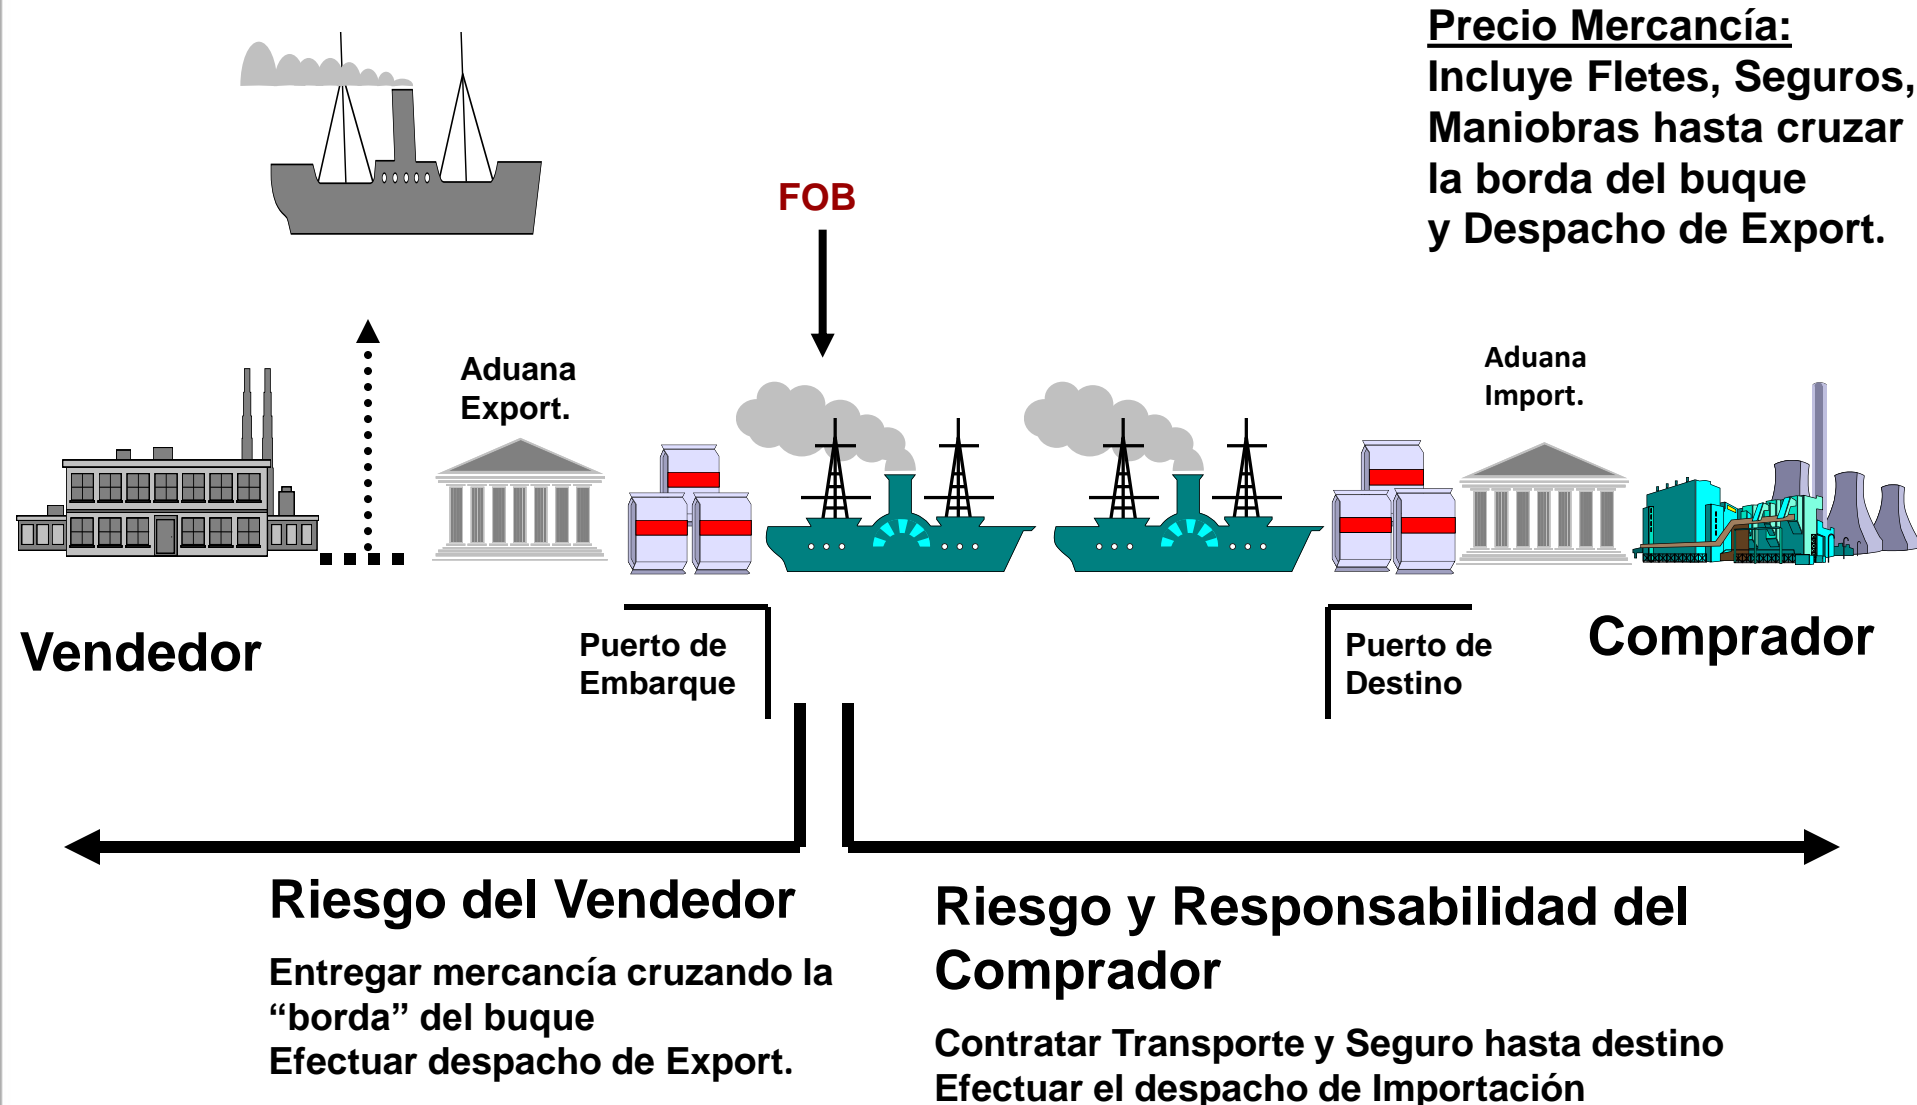 Precio Mercancía:
Incluye Fletes, Seguros,
Maniobras hasta cruzar
la borda del buque
y Despacho de Export.
FOB
Aduana
Export.
Aduana
Import.
Vendedor
Puerto de
Embarque
Puerto de
Destino
Comprador
Riesgo del Vendedor
Entregar mercancía cruzando la
“borda” del buque
Efectuar despacho de Export.
Riesgo y Responsabilidad del
Comprador
Contratar Transporte y Seguro hasta destino
Efectuar el despacho de Importación